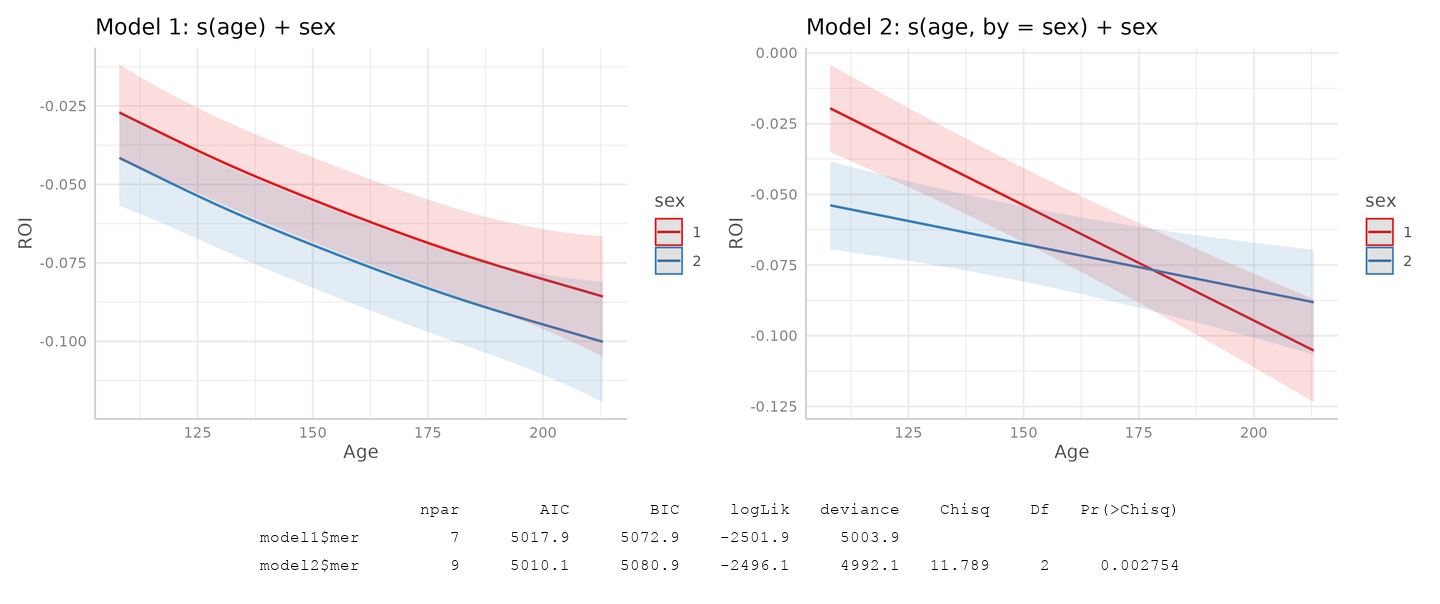 Model 1: s(age) + sex
-0.025
-0.050
-0.075
-0.100
ROI
125 150 175 200
Age
sex
1
2
Model 2: s(age, by = sex) + sex
0.000
-0.025
-0.050
-0.075
-0.100
-0.125
ROI
125 150 175 200
Age
sex
1
2
npar AIC BIC logLik deviance Chisq Df Pr(>Chisq)
model1$mer 7 5017.9 5072.9 -2501.9 5003.9
model2$mer 9 5010.1 5080.9 -2496.1 4992.1 11.789 2 0.002754